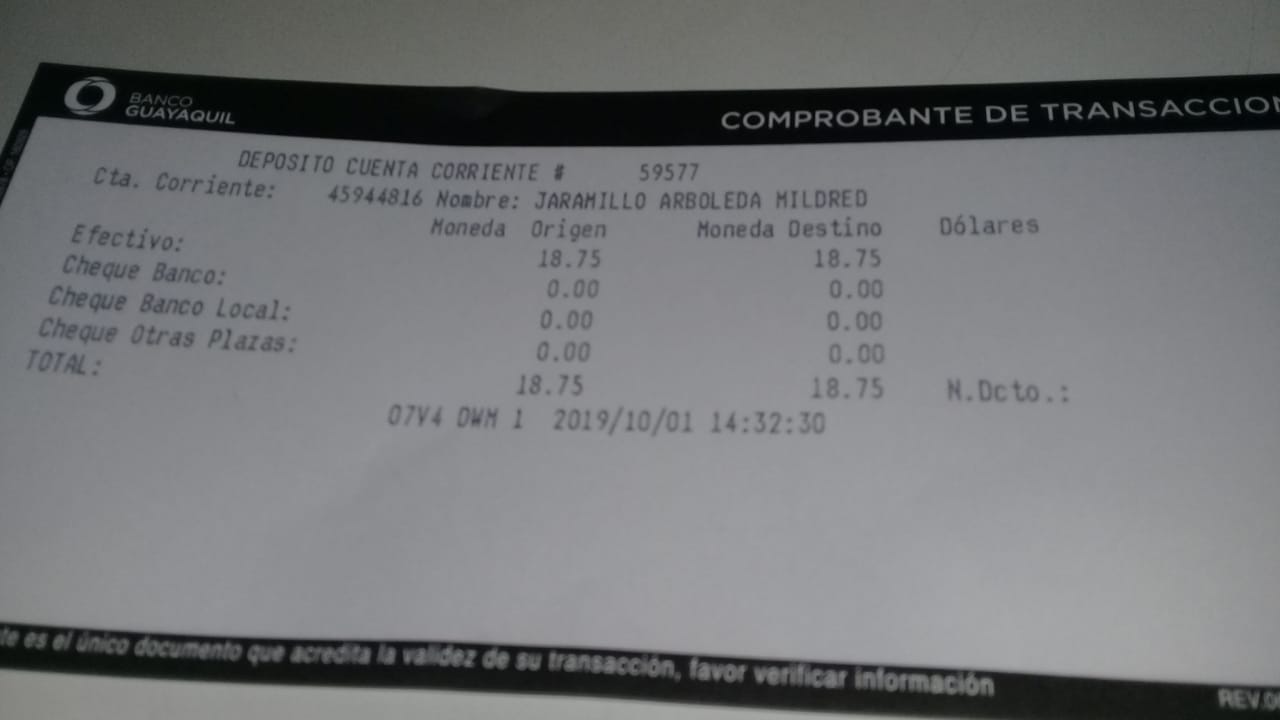 BANCO
GUAYAQUIL
COMPROBANTE DE TRANSACCION
DEPOSITO CUENTA CORRIENTE # 59577
Cta. Corriente: 45944816 Nombre: JARAMILLO ARBOLEDA MILDRED
Moneda Origen Moneda Destino Dólares
Efectivo: 18.75 18.75
Cheque Banco: 0.00 0.00
Cheque Banco Local: 0.00 0.00
Cheque Otras Plazas: 0.00 0.00
TOTAL: 18.75 18.75 N.Dcto.:
07V4 DWM 1 2019/10/01 14:32:30
te es el único documento que acredita la validez de su transacción, favor verificar información